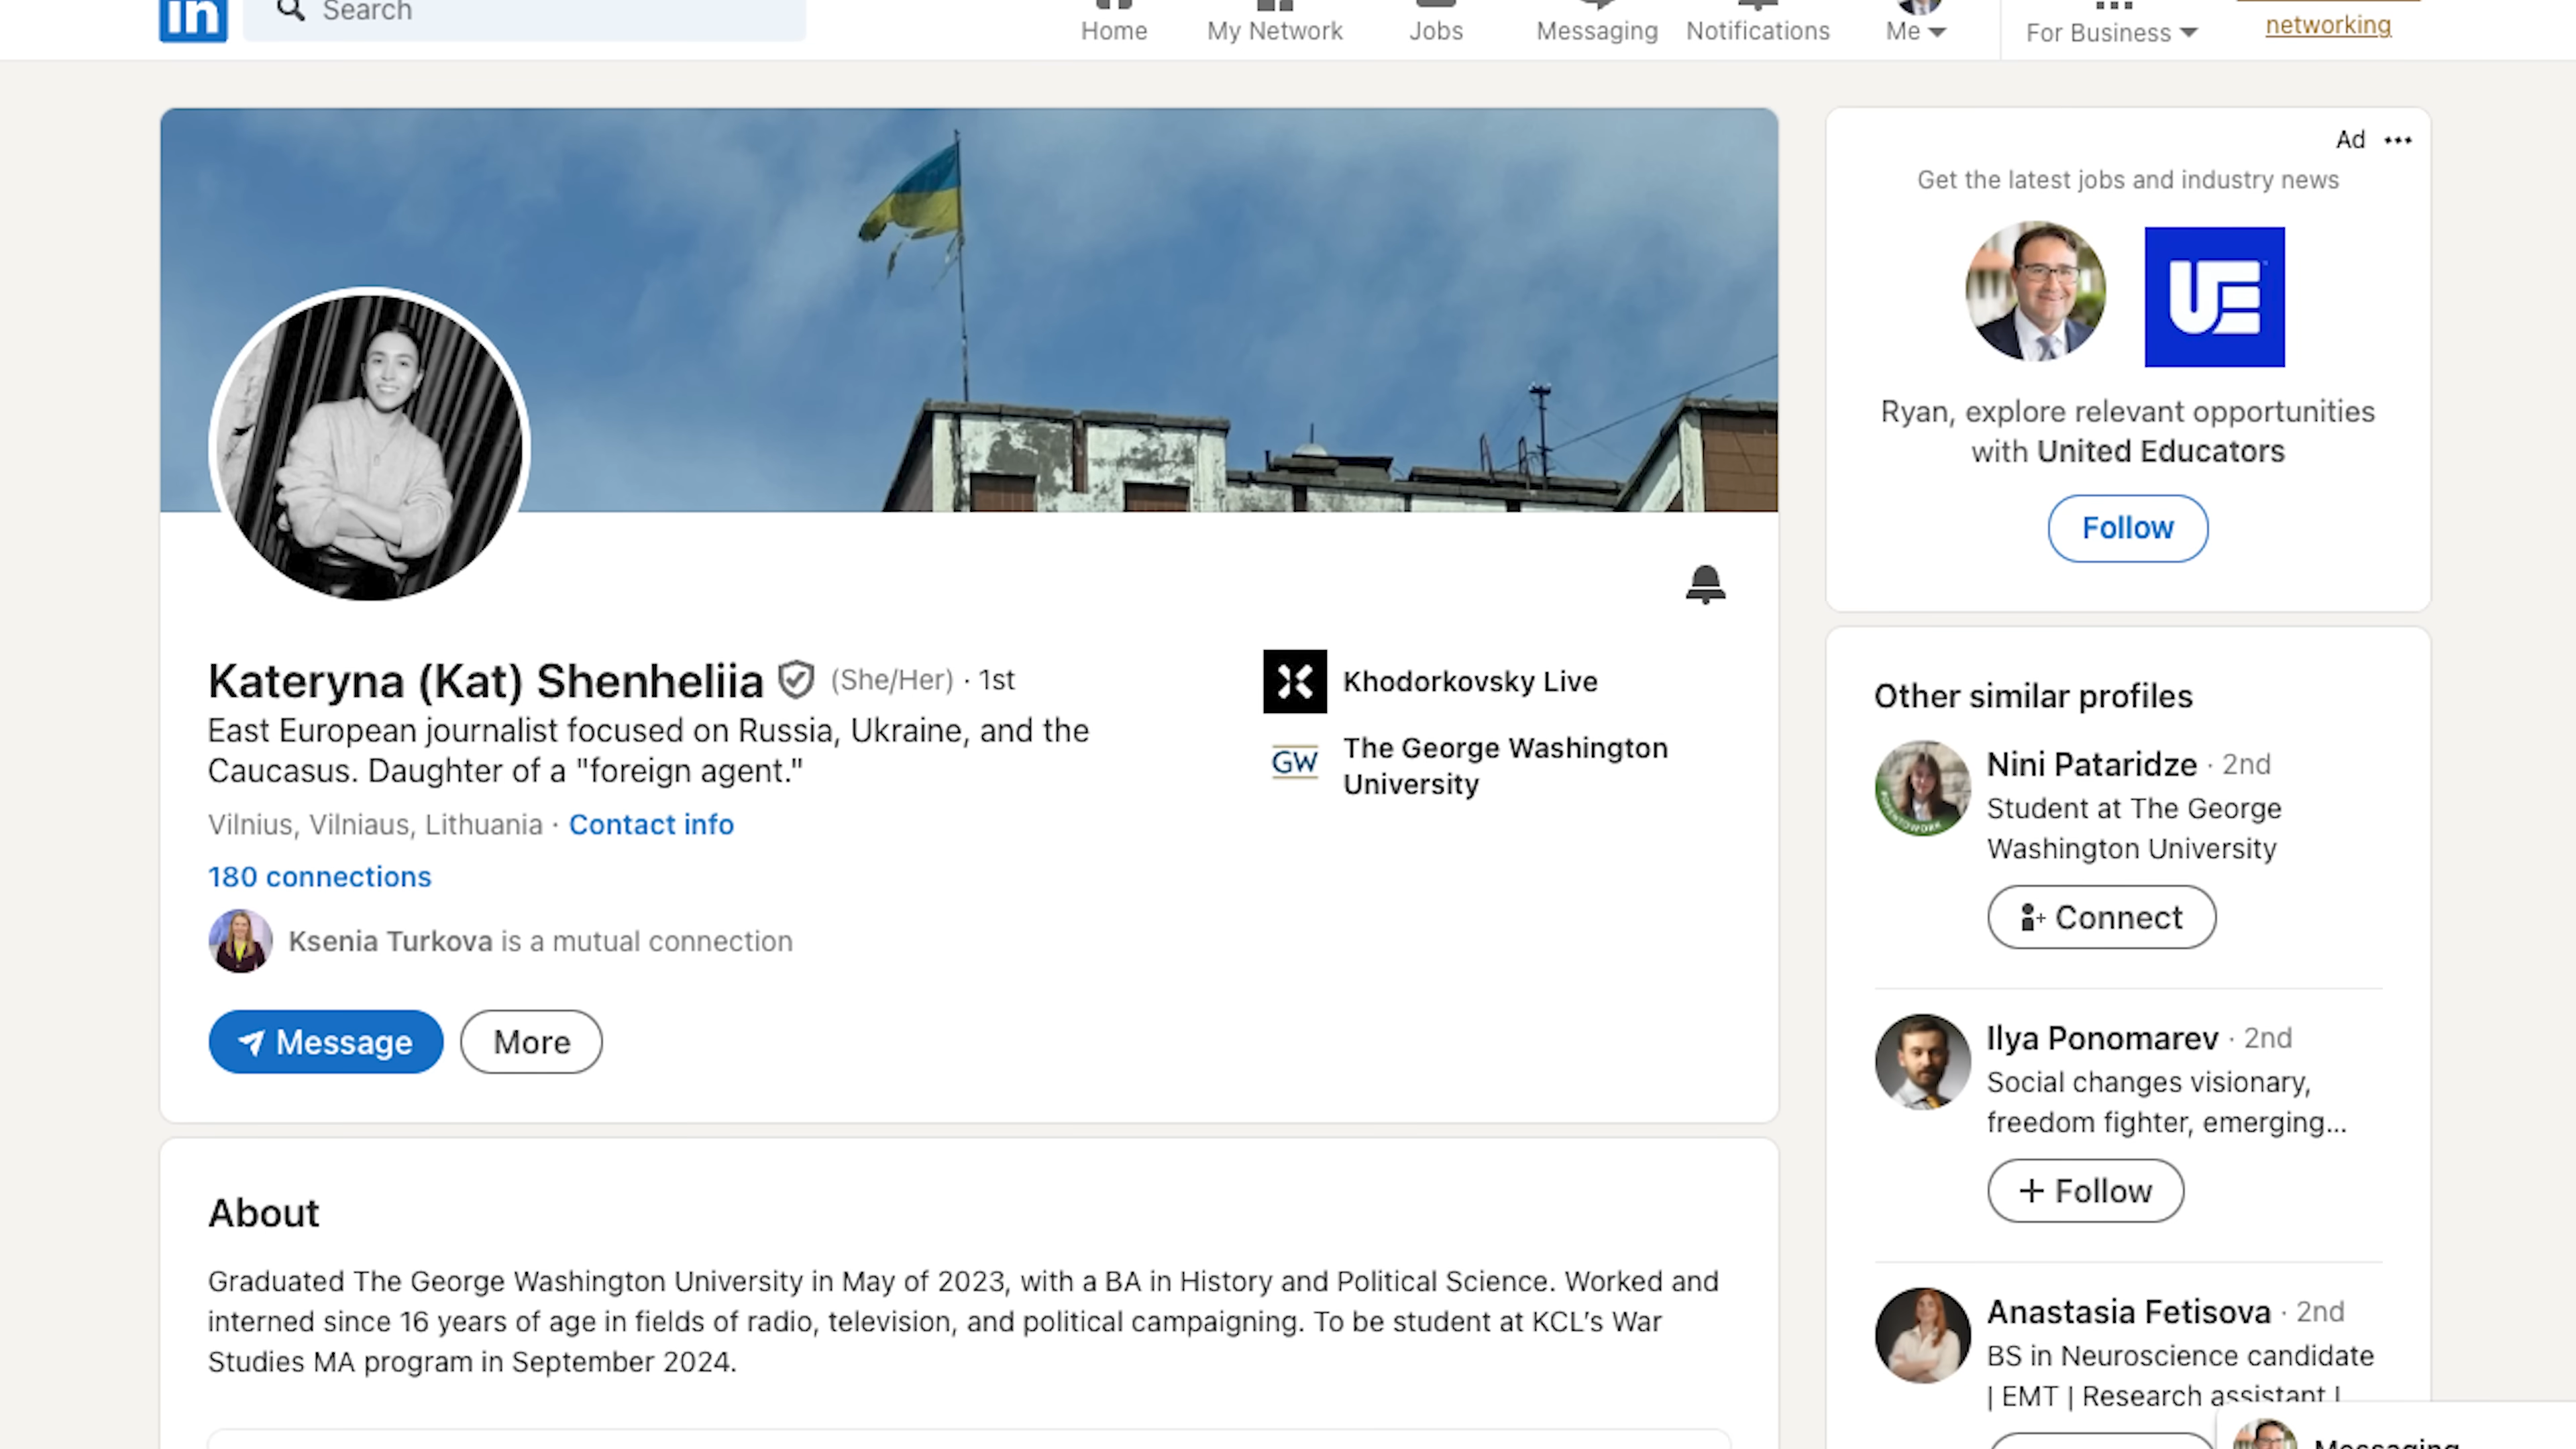 in
Search
Home
My Network
Jobs
Messaging
Notifications
Me
For Business
networking
Kateryna (Kat) Shenheliia (She/Her) · 1st
East European journalist focused on Russia, Ukraine, and the
Caucasus. Daughter of a "foreign agent."
Vilnius, Vilniaus, Lithuania · Contact info
180 connections
Ksenia Turkova is a mutual connection
Message
More
Khodorkovsky Live
GW
The George Washington
University
About
Graduated The George Washington University in May of 2023, with a BA in History and Political Science. Worked and
interned since 16 years of age in fields of radio, television, and political campaigning. To be student at KCL's War
Studies MA program in September 2024.
Ad
Get the latest jobs and industry news
UE
Ryan, explore relevant opportunities
with United Educators
Follow
Other similar profiles
Nini Pataridze · 2nd
Student at The George
Washington University
Connect
Ilya Ponomarev · 2nd
Social changes visionary,
freedom fighter, emerging...
+ Follow
Anastasia Fetisova · 2nd
BS in Neuroscience candidate
| EMT | Research assistant |
Messaging